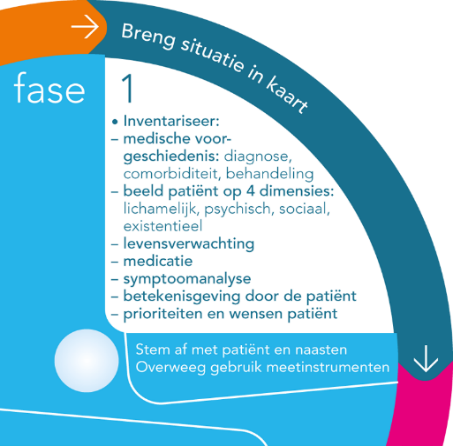 Breng situatie in kaart
fase 1
• Inventariseer:
– medische voor-
geschiedenis: diagnose,
comorbiditeit, behandeling
– beeld patiënt op 4 dimensies:
lichamelijk, psychisch, sociaal,
existentieel
– levensverwachting
– medicatie
– symptoomanalyse
– betekenisgeving door de patiënt
– prioriteiten en wensen patiënt
Stem af met patiënt en naasten
Overweeg gebruik meetinstrumenten